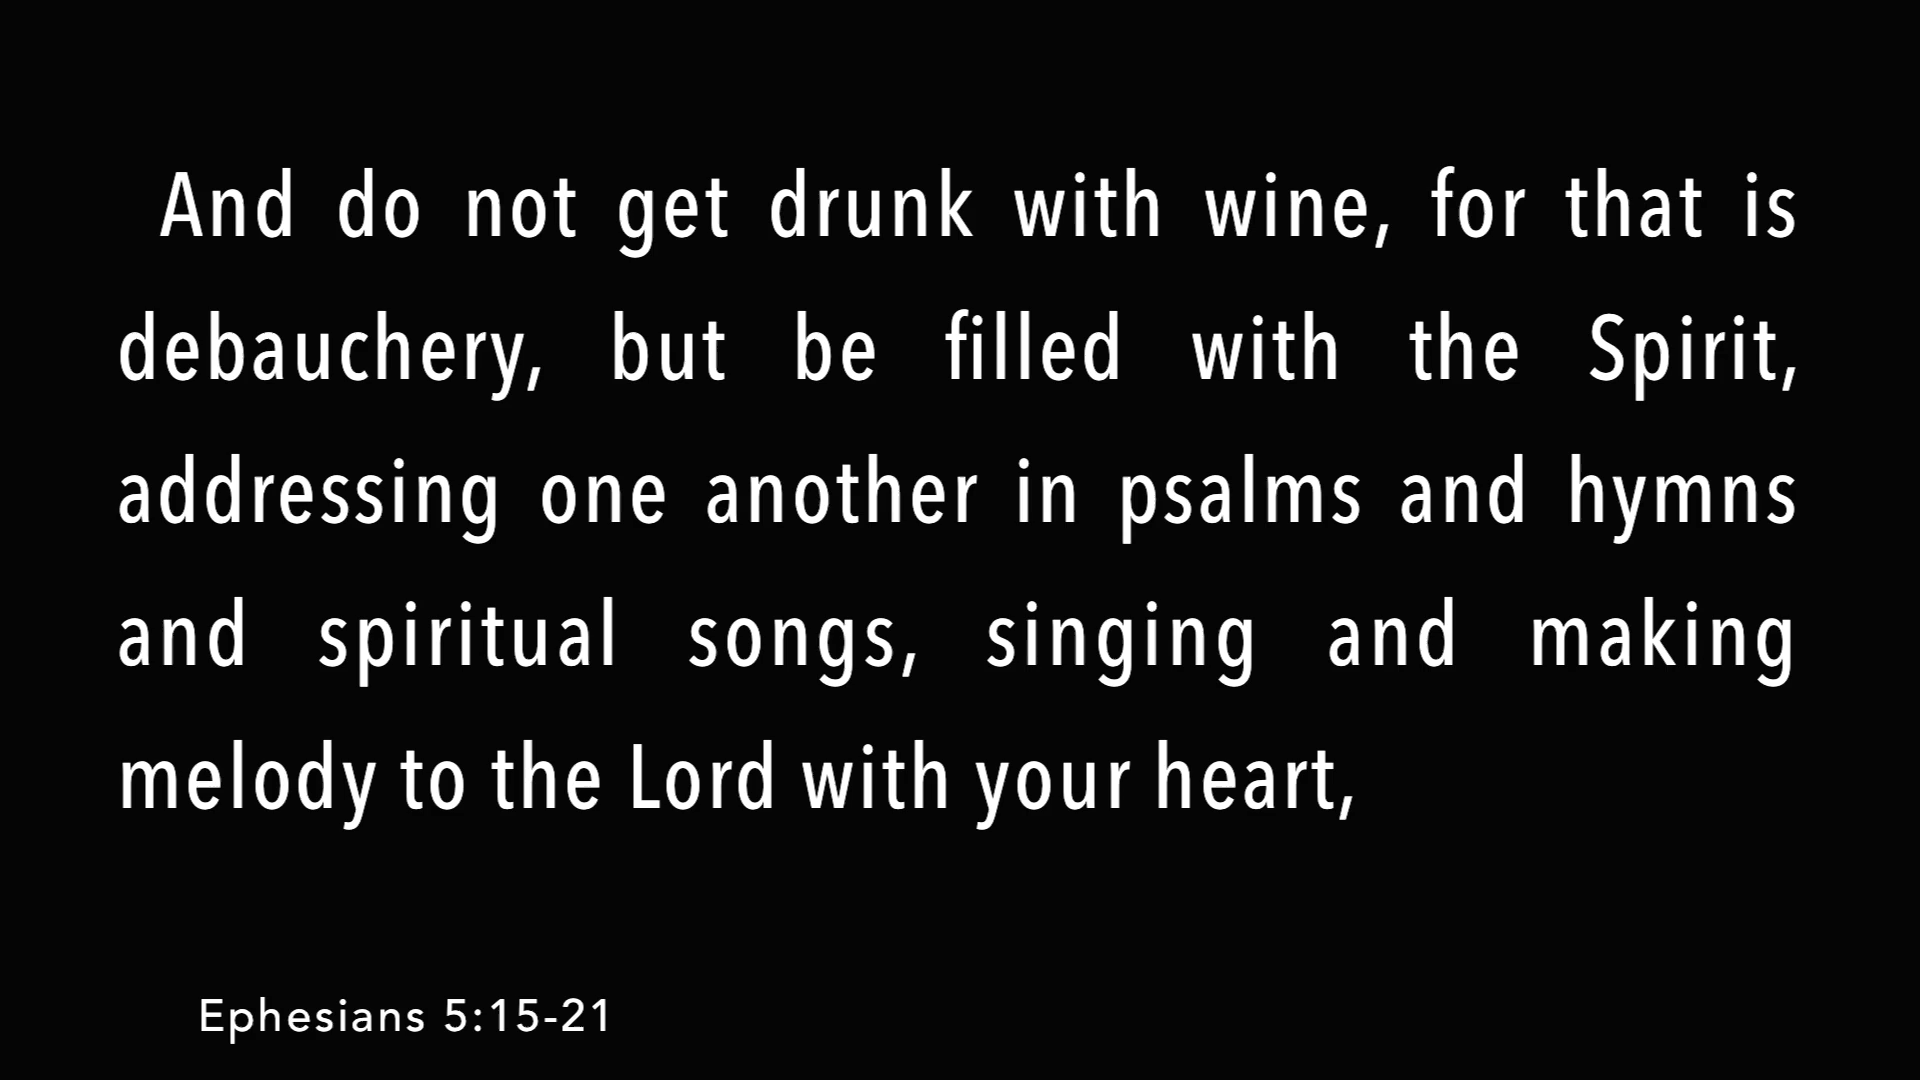 And do not get drunk with wine, for that is
debauchery, but be filled with the Spirit,
addressing one another in psalms and hymns
and spiritual songs, singing and making
melody to the Lord with your heart,
Ephesians 5:15-21